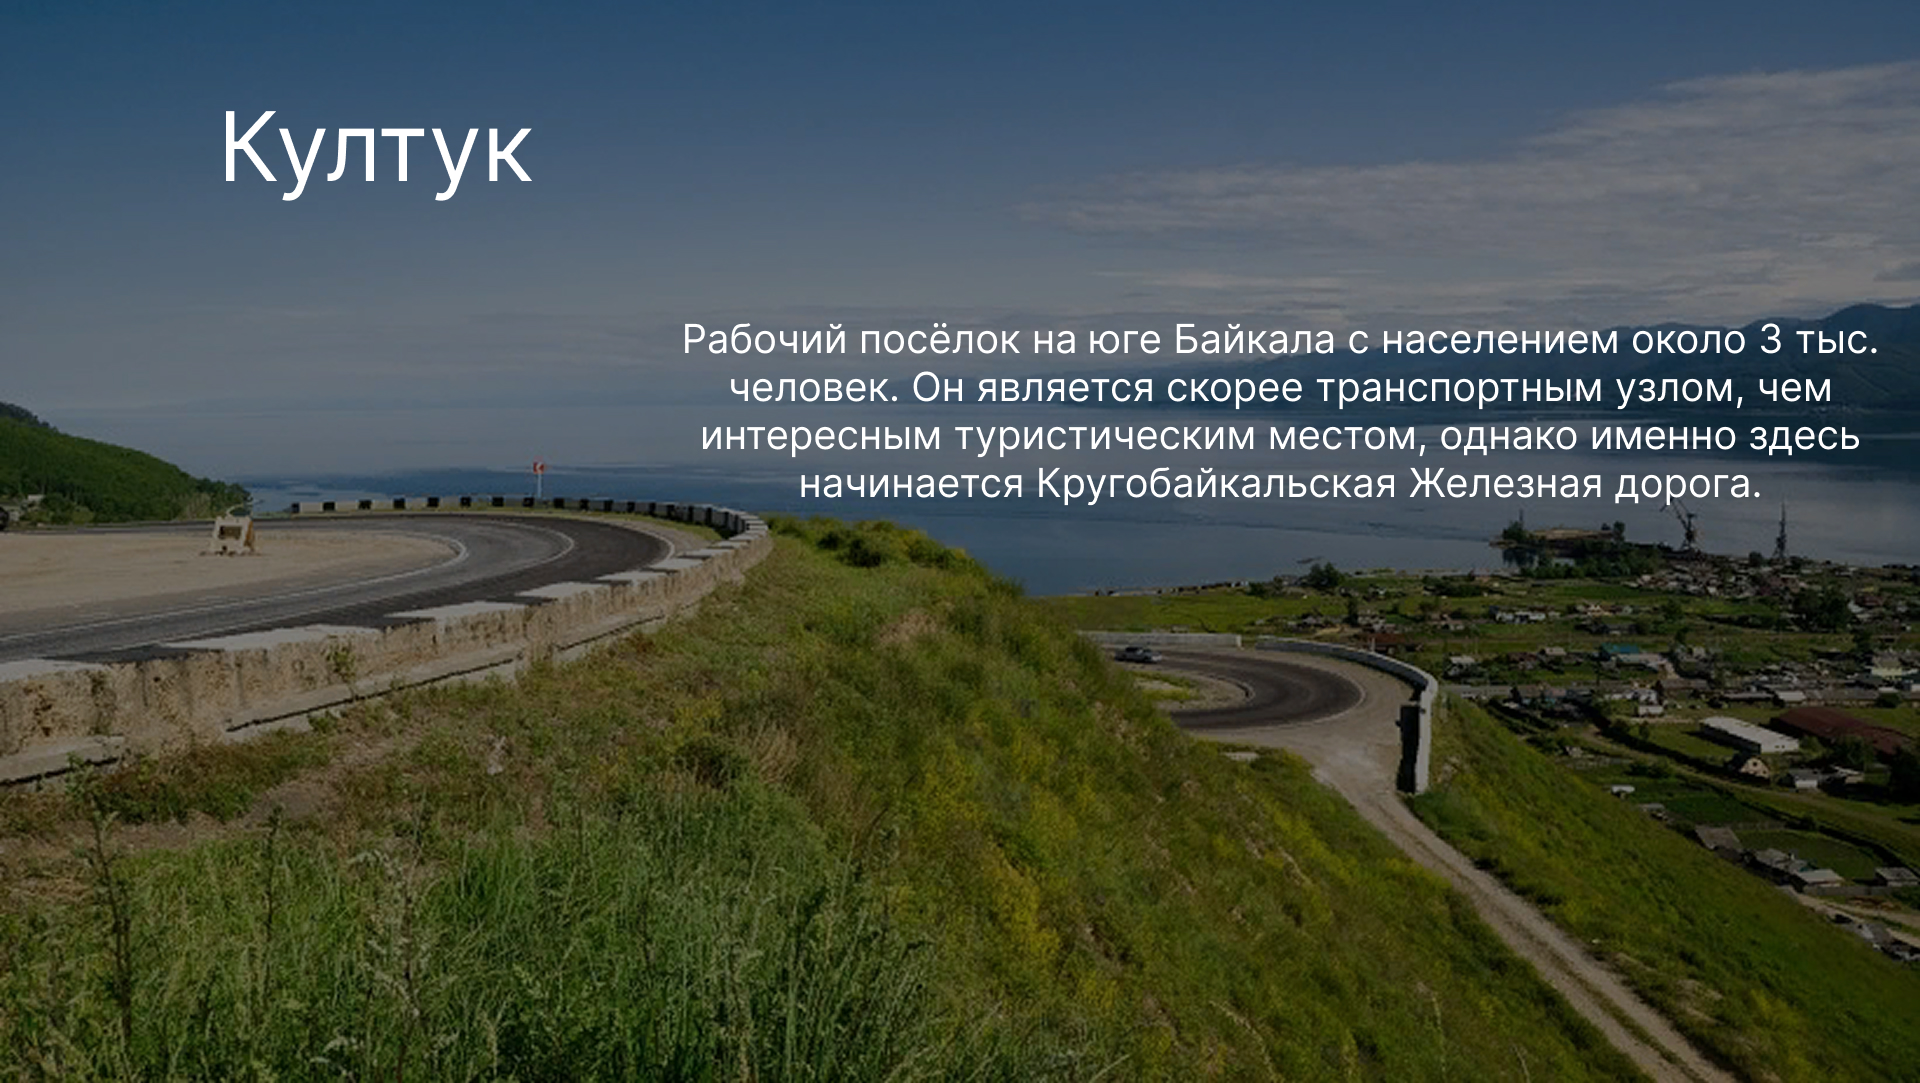 Култук
Рабочий посёлок на юге Байкала с населением около 3 тыс.
человек. Он является скорее транспортным узлом, чем
интересным туристическим местом, однако именно здесь
начинается Кругобайкальская Железная дорога.